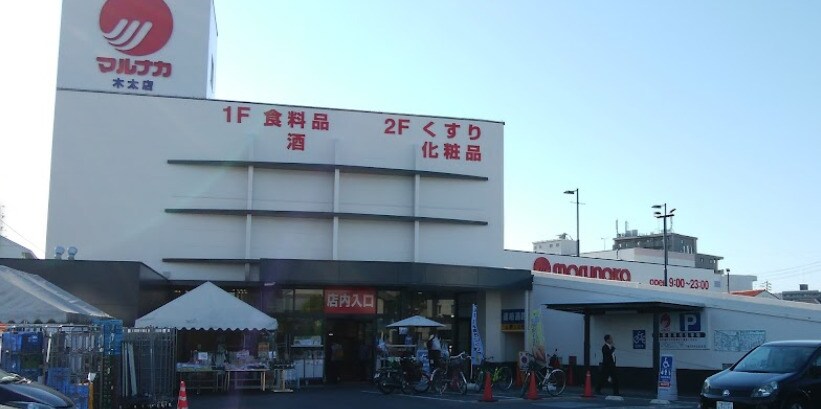 マルナカ
木太店
1F 食料品
酒
2F くすり
化粧品
marunaka
open 9:00~23:00
店内入口
P